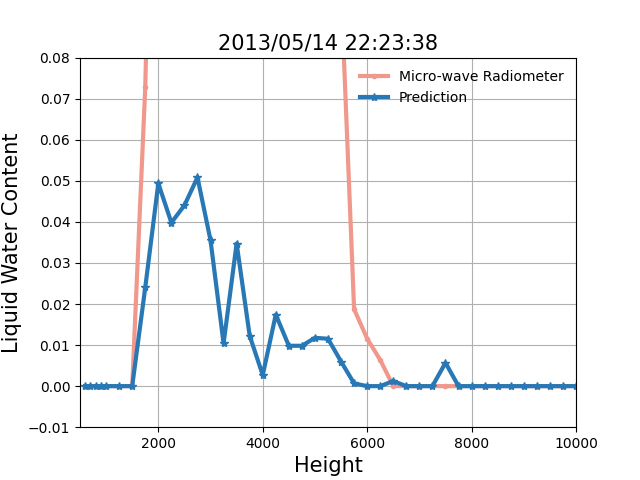 2013/05/14 22:23:38
Micro-wave Radiometer
Prediction
0.08
0.07
0.06
0.05
0.04
0.03
0.02
0.01
0.00
−0.01
Liquid Water Content
2000 4000 6000 8000 10000
Height